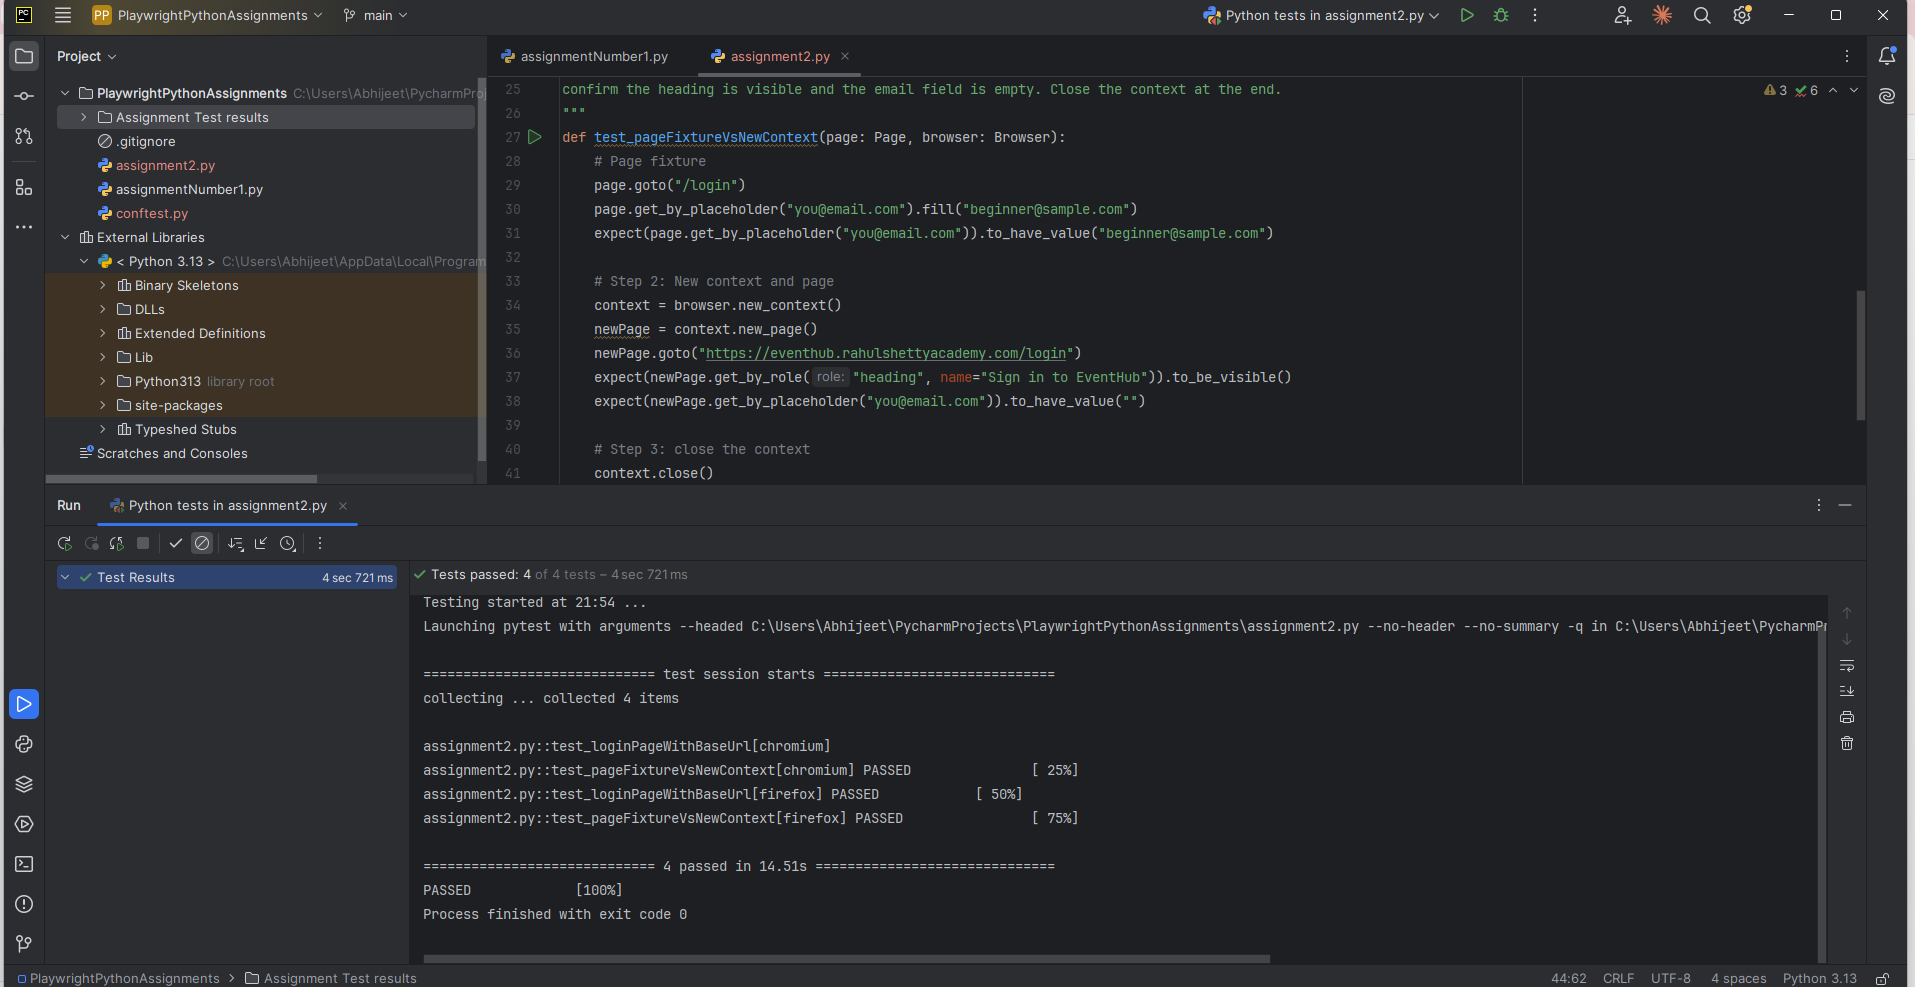 PC
PP PlaywrightPythonAssignments main
Python tests in assignment2.py
Project
assignmentNumber1.py
assignment2.py
PlaywrightPythonAssignments C:\Users\Abhijeet\PycharmProj
Assignment Test results
.gitignore
assignment2.py
assignmentNumber1.py
conftest.py
External Libraries
< Python 3.13 > C:\Users\Abhijeet\AppData\Local\Program
Binary Skeletons
DLLs
Extended Definitions
Lib
Python313 library root
site-packages
Typeshed Stubs
Scratches and Consoles
3 6
25 confirm the heading is visible and the email field is empty. Close the context at the end.
26 """
27 def test_pageFixtureVsNewContext(page: Page, browser: Browser):
28 # Page fixture
29 page.goto("/login")
30 page.get_by_placeholder("you@email.com").fill("beginner@sample.com")
31 expect(page.get_by_placeholder("you@email.com")).to_have_value("beginner@sample.com")
32
33 # Step 2: New context and page
34 context = browser.new_context()
35 newPage = context.new_page()
36 newPage.goto("https://eventhub.rahulshettyacademy.com/login")
37 expect(newPage.get_by_role( role: "heading", name="Sign in to EventHub")).to_be_visible()
38 expect(newPage.get_by_placeholder("you@email.com")).to_have_value("")
39
40 # Step 3: close the context
41 context.close()
Run Python tests in assignment2.py
Test Results 4 sec 721 ms
Tests passed: 4 of 4 tests – 4 sec 721 ms
Testing started at 21:54 ...
Launching pytest with arguments --headed C:\Users\Abhijeet\PycharmProjects\PlaywrightPythonAssignments\assignment2.py --no-header --no-summary -q in C:\Users\Abhijeet\PycharmPr
============================= test session starts =============================
collecting ... collected 4 items
assignment2.py::test_loginPageWithBaseUrl[chromium]
assignment2.py::test_pageFixtureVsNewContext[chromium] PASSED [ 25%]
assignment2.py::test_loginPageWithBaseUrl[firefox] PASSED [ 50%]
assignment2.py::test_pageFixtureVsNewContext[firefox] PASSED [ 75%]
============================= 4 passed in 14.51s ==============================
PASSED [100%]
Process finished with exit code 0
PlaywrightPythonAssignments > Assignment Test results
44:62 CRLF UTF-8 4 spaces Python 3.13